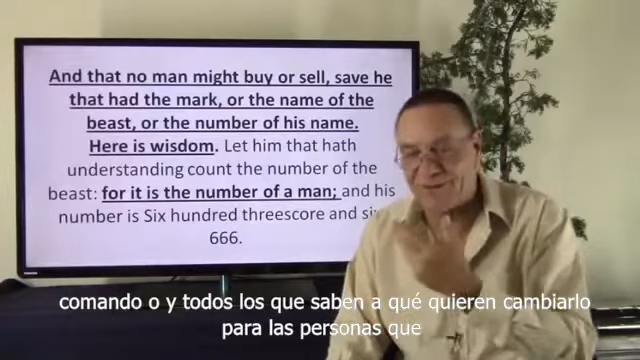 And that no man might buy or sell, save he
that had the mark, or the name of the
beast, or the number of his name.
Here is wisdom. Let him that hath
understanding count the number of the
beast: for it is the number of a man; and his
number is Six hundred threescore and
666.
comando o y todos los que saben a qué quieren cambiarlo
para las personas que